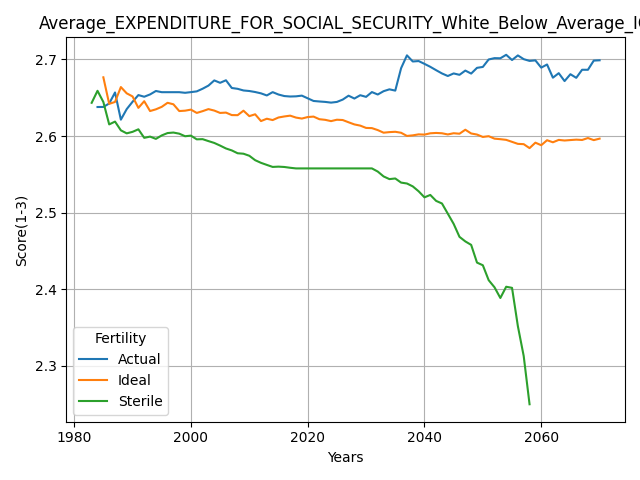 Average_EXPENDITURE_FOR_SOCIAL_SECURITY_White_Below_Average_I
Score(1-3)
2.7
2.6
2.5
2.4
2.3
Fertility
Actual
Ideal
Sterile
1980
2000
2020
2040
2060
Years